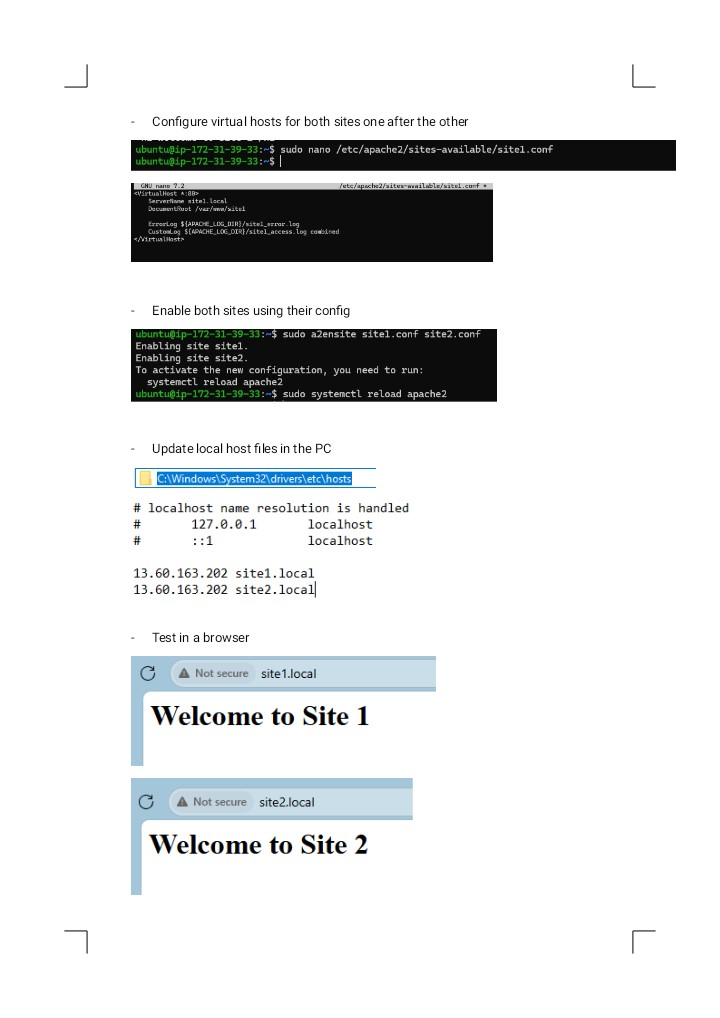 - Configure virtual hosts for both sites one after the other
ubuntu@ip-172-31-39-33:~$ sudo nano /etc/apache2/sites-available/site1.conf
ubuntu@ip-172-31-39-33:~$
GNU nano 7.2 /etc/apache2/sites-available/site1.conf *
<VirtualHost *:80>
ServerName site1.local
DocumentRoot /var/www/site1
ErrorLog ${APACHE_LOG_DIR}/site1_error.log
CustomLog ${APACHE_LOG_DIR}/site1_access.log combined
</VirtualHost>
- Enable both sites using their config
ubuntu@ip-172-31-39-33:~$ sudo a2ensite site1.conf site2.conf
Enabling site site1.
Enabling site site2.
To activate the new configuration, you need to run:
systemctl reload apache2
ubuntu@ip-172-31-39-33:~$ sudo systemctl reload apache2
- Update local host files in the PC
C:\Windows\System32\drivers\etc\hosts
# localhost name resolution is handled
# 127.0.0.1 localhost
# ::1 localhost
13.60.163.202 site1.local
13.60.163.202 site2.local
- Test in a browser
Not secure site1.local
Welcome to Site 1
Not secure site2.local
Welcome to Site 2